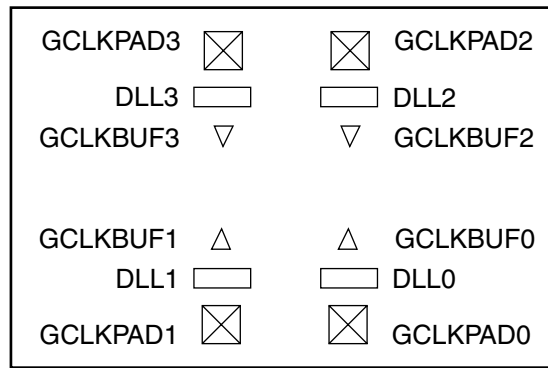 GCLKPAD3 GCLKPAD2
DLL3 DLL2
GCLKBUF3 GCLKBUF2
GCLKBUF1 GCLKBUF0
DLL1 DLL0
GCLKPAD1 GCLKPAD0